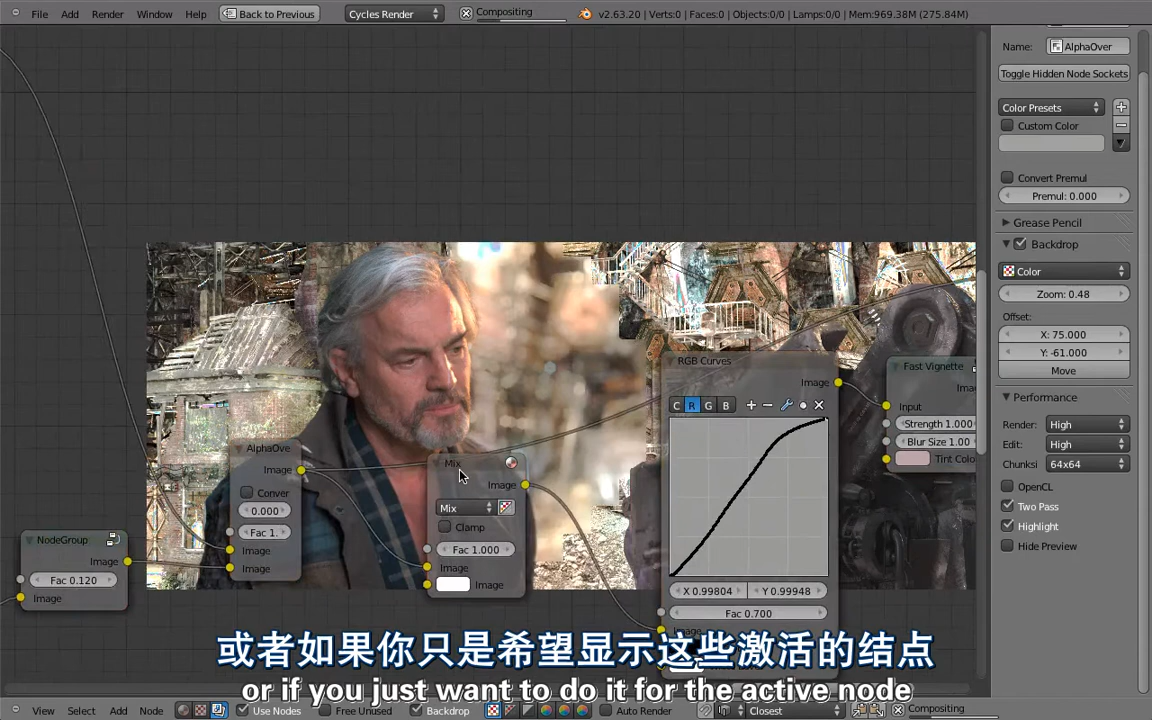 File Add Render Window Help Back to Previous Cycles Render Compositing v2.63.20 | Verts:0 | Faces:0 | Objects:0/0 | Lamps:0/0 | Mem:969.38M (275.84M)
Name: AlphaOver
Toggle Hidden Node Sockets
Color Presets
Custom Color
Convert Premul
Premul: 0.000
Grease Pencil
Backdrop
Color
Zoom: 0.48
Offset:
X: 75.000
Y: -61.000
Move
Performance
Render: High
Edit: High
Chunksi 64x64
OpenCL
Two Pass
Highlight
Hide Preview
NodeGroup
Image
Fac 0.120
Image
AlphaOve
Image
Conver
0.000
Fac 1.
Image
Image
Mix
Image
Mix
Clamp
Fac 1.000
Image
Image
RGB Curves
Image
C R G B
X 0.99804 Y 0.99948
Fac 0.700
Fast Vignette
Input
Strength 1.000
Blur Size 1.00
Tint Colo
或者如果你只是希望显示这些激活的结点
or if you just want to do it for the active node
View Select Add Node Use Nodes Free Unused Backdrop Auto Render Closest Compositing